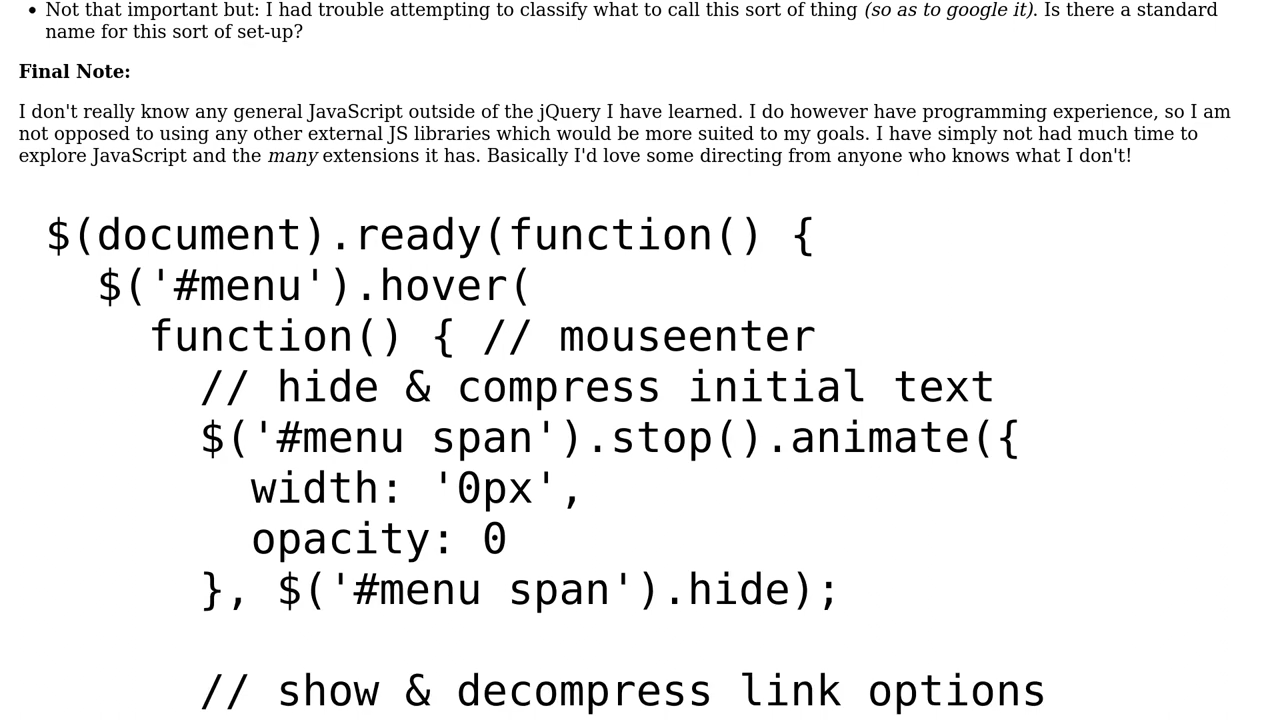 • Not that important but: I had trouble attempting to classify what to call this sort of thing (so as to google it). Is there a standard
name for this sort of set-up?
Final Note:
I don't really know any general JavaScript outside of the jQuery I have learned. I do however have programming experience, so I am
not opposed to using any other external JS libraries which would be more suited to my goals. I have simply not had much time to
explore JavaScript and the many extensions it has. Basically I'd love some directing from anyone who knows what I don't!
$(document).ready(function() {
  $('#menu').hover(
    function() { // mouseenter
      // hide & compress initial text
      $('#menu span').stop().animate({
        width: '0px',
        opacity: 0
      }, $('#menu span').hide);
      // show & decompress link options